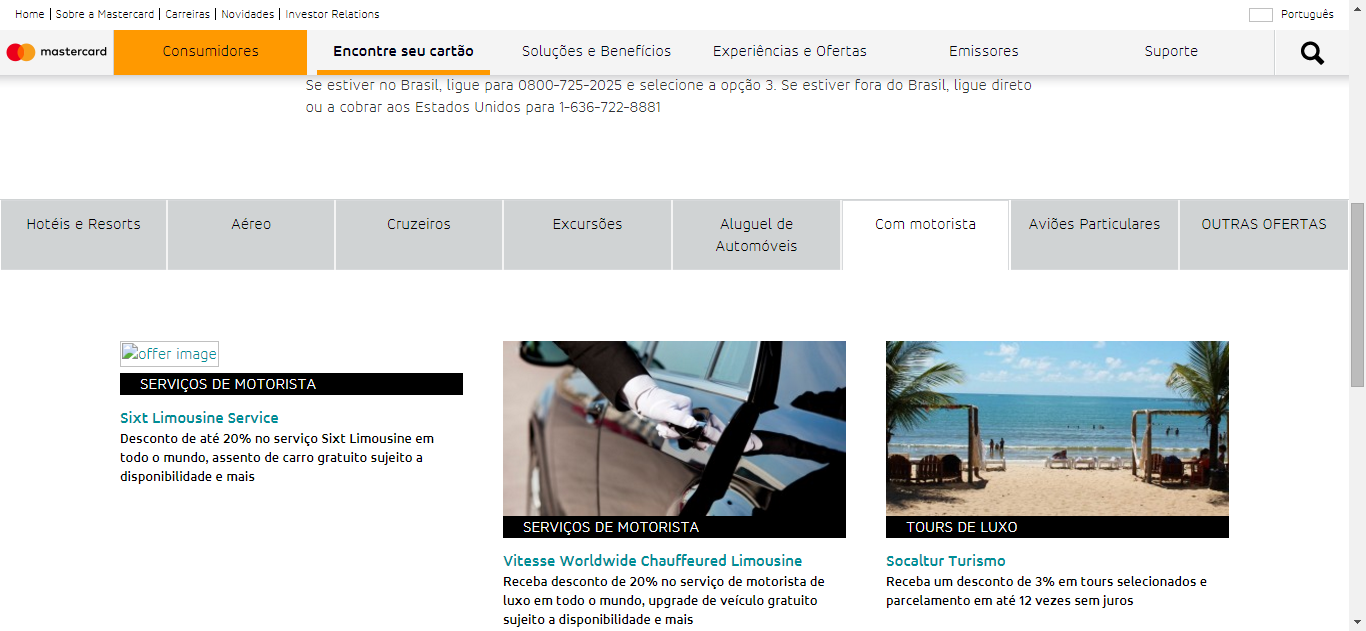 Home | Sobre a Mastercard | Carreiras | Novidades | Investor Relations
Português
mastercard
Consumidores
Encontre seu cartão
Soluções e Benefícios
Experiências e Ofertas
Emissores
Suporte
Se estiver no Brasil, ligue para 0800-725-2025 e selecione a opção 3. Se estiver fora do Brasil, ligue direto
ou a cobrar aos Estados Unidos para 1-636-722-8881
Hotéis e Resorts
Aéreo
Cruzeiros
Excursões
Aluguel de
Automóveis
Com motorista
Aviões Particulares
OUTRAS OFERTAS
offer image
SERVIÇOS DE MOTORISTA
Sixt Limousine Service
Desconto de até 20% no serviço Sixt Limousine em
todo o mundo, assento de carro gratuito sujeito a
disponibilidade e mais
SERVIÇOS DE MOTORISTA
Vitesse Worldwide Chauffeured Limousine
Receba desconto de 20% no serviço de motorista de
luxo em todo o mundo, upgrade de veículo gratuito
sujeito a disponibilidade e mais
TOURS DE LUXO
Socaltur Turismo
Receba um desconto de 3% em tours selecionados e
parcelamento em até 12 vezes sem juros